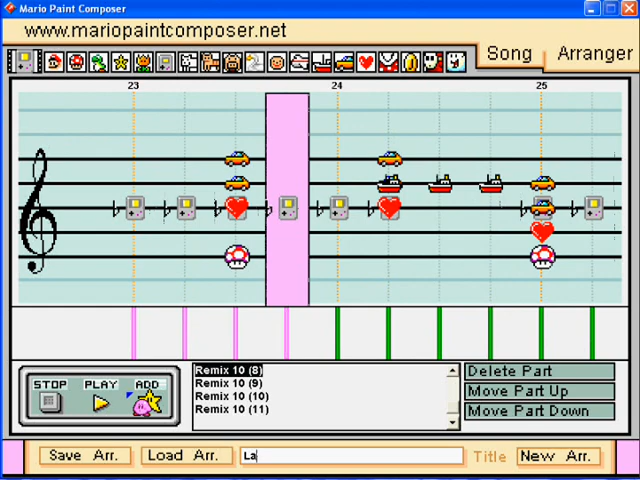 Mario Paint Composer
www.mariopaintcomposer.net
Song
Arranger
23
24
25
STOP
PLAY
ADD
Remix 10 (8)
Remix 10 (9)
Remix 10 (10)
Remix 10 (11)
Delete Part
Move Part Up
Move Part Down
Save Arr.
Load Arr.
La
Title
New Arr.